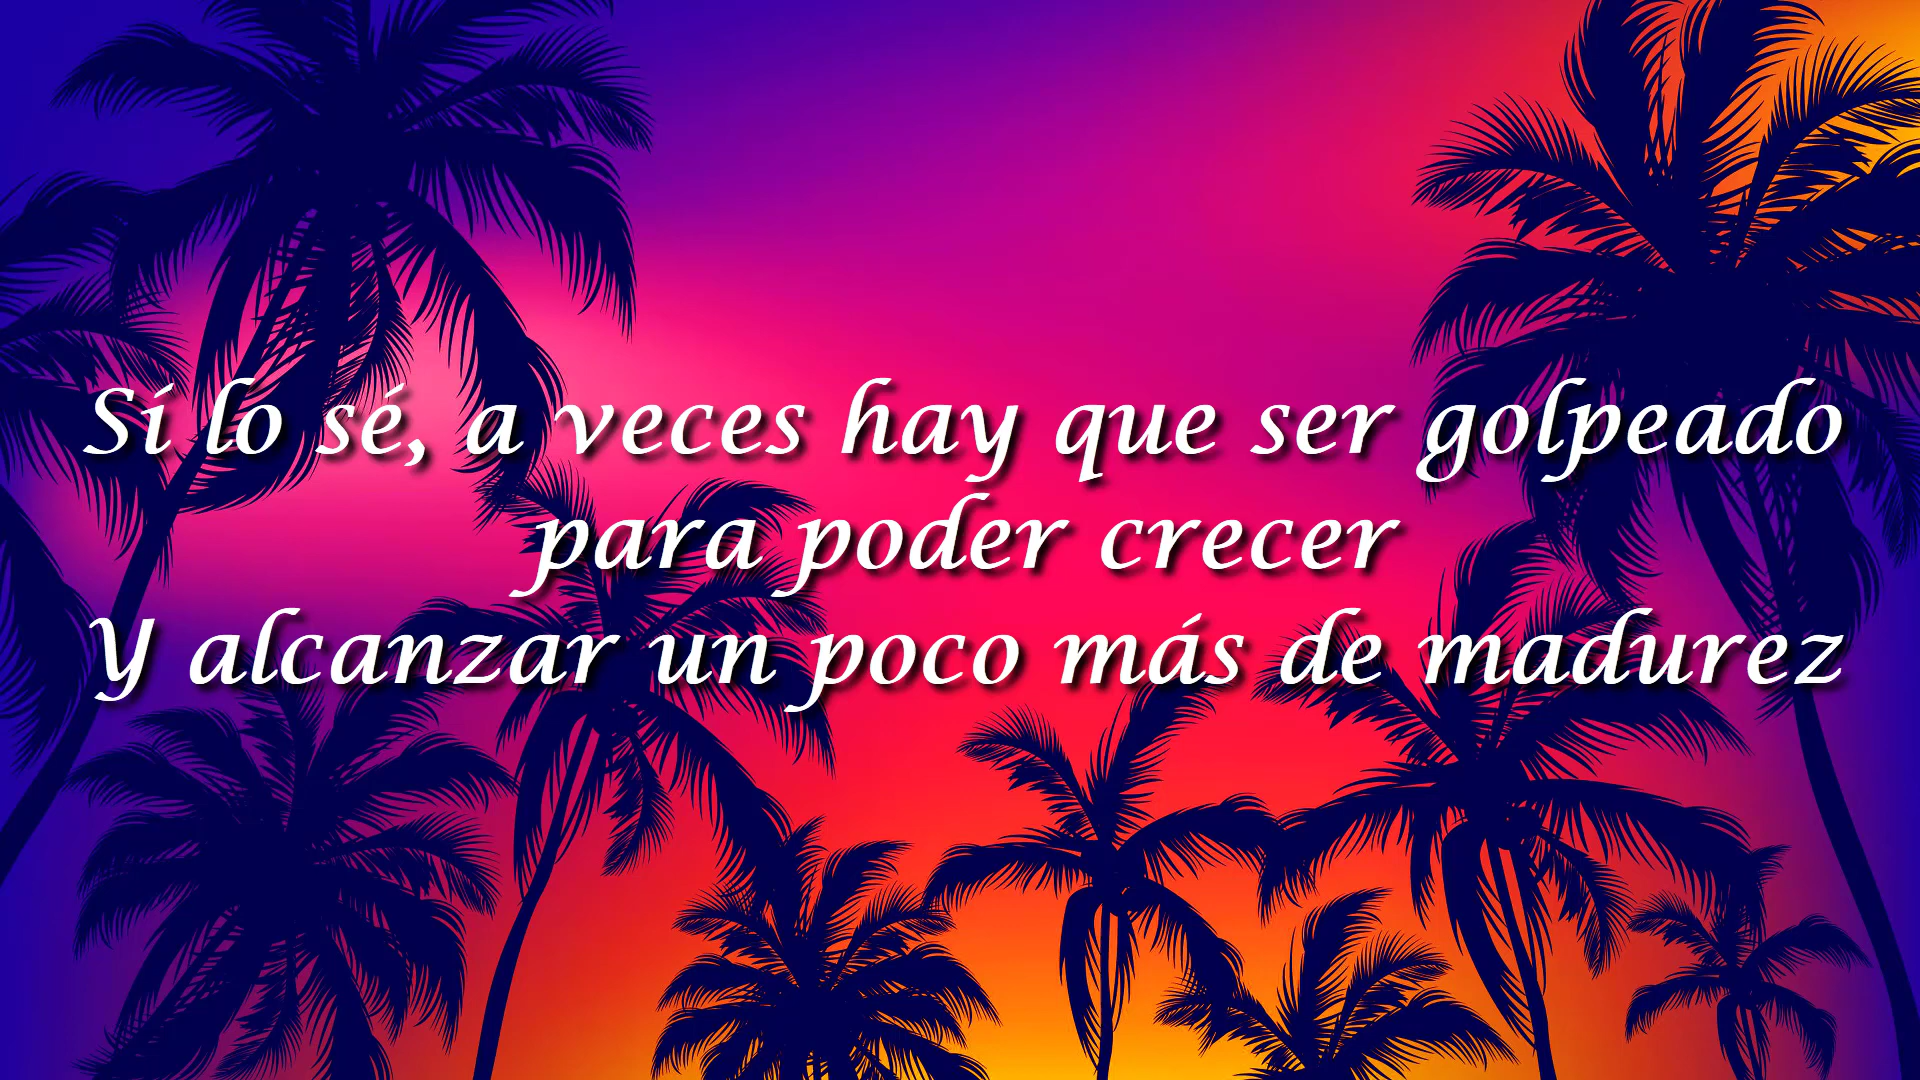 Sí lo sé, a veces hay que ser golpeado
para poder crecer
Y alcanzar un poco más de madurez